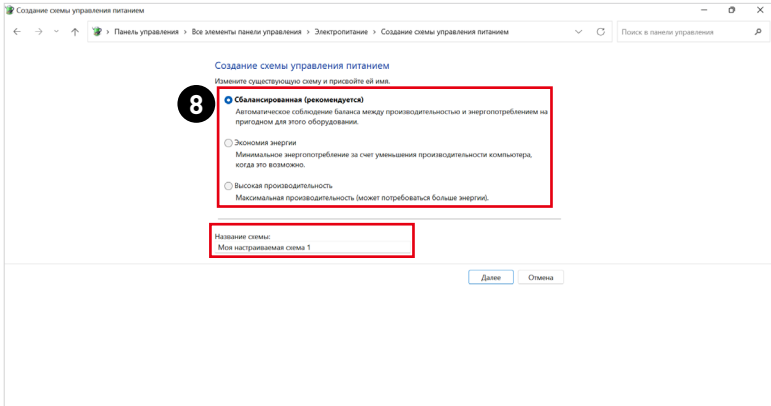 Создание схемы управления питанием
Панель управления > Все элементы панели управления > Электропитание > Создание схемы управления питанием
Поиск в панели управления
Создание схемы управления питанием
Измените существующую схему и присвойте ей имя.
8
Сбалансированная (рекомендуется)
Автоматическое соблюдение баланса между производительностью и энергопотреблением на
пригодном для этого оборудовании.
Экономия энергии
Минимальное энергопотребление за счет уменьшения производительности компьютера,
когда это возможно.
Высокая производительность
Максимальная производительность (может потребоваться больше энергии).
Название схемы:
Моя настраиваемая схема 1
Далее
Отмена